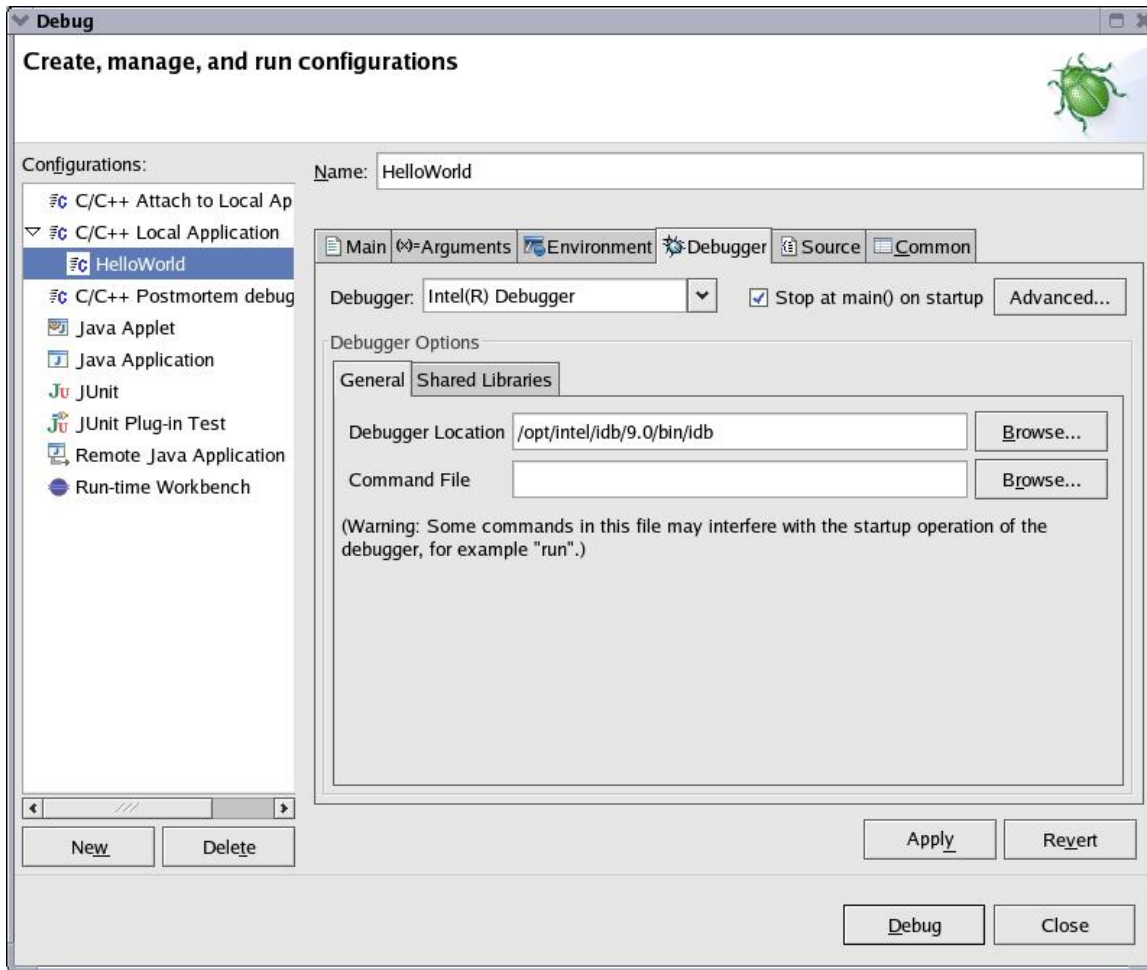 Debug
Create, manage, and run configurations
Configurations:
C/C++ Attach to Local Ap
C/C++ Local Application
HelloWorld
C/C++ Postmortem debug
Java Applet
Java Application
JUnit
JUnit Plug-in Test
Remote Java Application
Run-time Workbench
New
Delete
Name: HelloWorld
Main (x)=Arguments Environment Debugger Source Common
Debugger: Intel(R) Debugger Stop at main() on startup Advanced...
Debugger Options
General Shared Libraries
Debugger Location /opt/intel/idb/9.0/bin/idb Browse...
Command File Browse...
(Warning: Some commands in this file may interfere with the startup operation of the
debugger, for example "run".)
Apply Revert
Debug Close